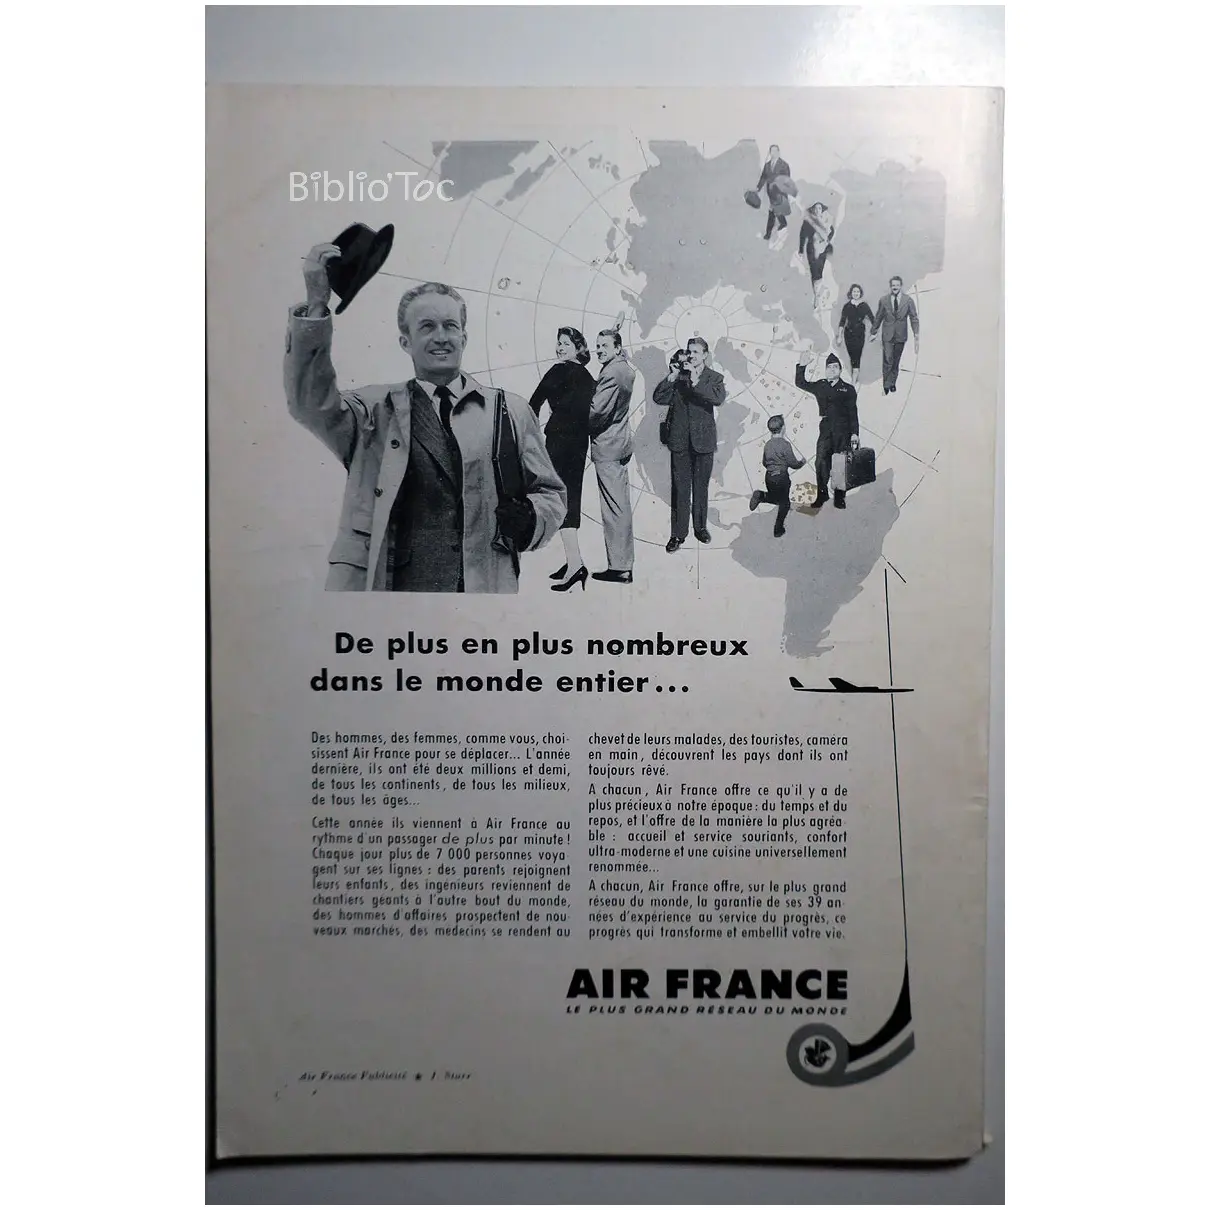 Biblio'Toc
De plus en plus nombreux
dans le monde entier...
Des hommes, des femmes, comme vous, choi-
sissent Air France pour se déplacer... L'année
dernière, ils ont été deux millions et demi,
de tous les continents, de tous les milieux,
de tous les âges...
Cette année ils viennent à Air France au
rythme d'un passager de plus par minute !
Chaque jour plus de 7 000 personnes voya-
gent sur ses lignes : des parents rejoignent
leurs enfants, des ingénieurs reviennent de
chantiers géants à l'autre bout du monde,
des hommes d'affaires prospectent de nou-
veaux marchés, des médecins se rendent au
chevet de leurs malades, des touristes, caméra
en main, découvrent les pays dont ils ont
toujours rêvé.
A chacun, Air France offre ce qu'il y a de
plus précieux à notre époque : du temps et du
repos, et l'offre de la manière la plus agréa-
ble : accueil et service souriants, confort
ultra-moderne et une cuisine universellement
renommée...
A chacun, Air France offre, sur le plus grand
réseau du monde, la garantie de ses 39 an-
nées d'expérience au service du progrès, ce
progrès qui transforme et embellit votre vie.
AIR FRANCE
LE PLUS GRAND RÉSEAU DU MONDE
Air France Publicité ★ J. Starr